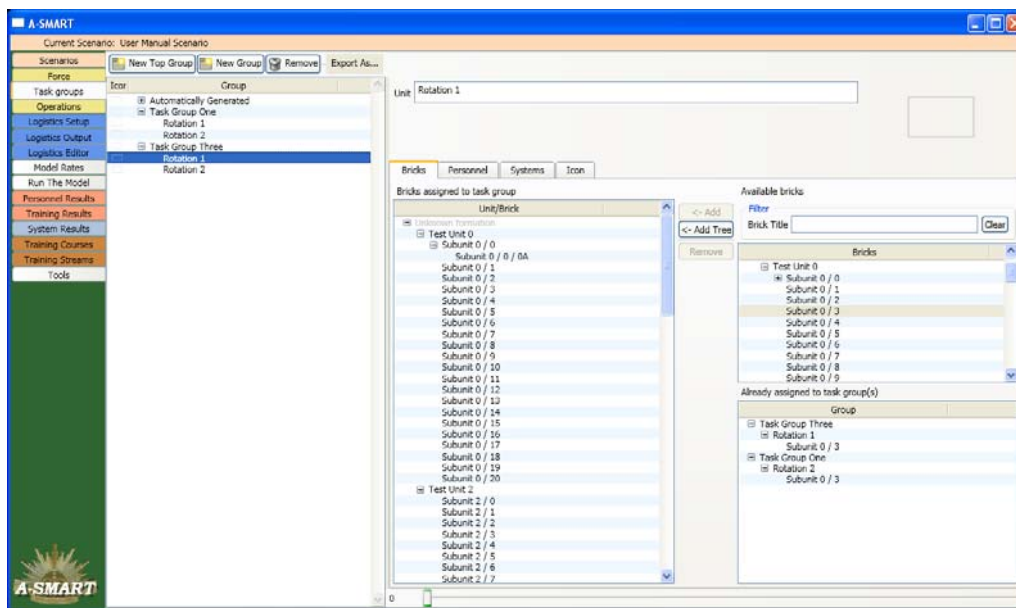 A-SMART
Current Scenario: User Manual Scenario
Scenarios
Force
Task groups
Operations
Logistics Setup
Logistics Output
Logistics Editor
Model Rates
Run The Model
Personnel Results
Training Results
System Results
Training Courses
Training Streams
Tools
A-SMART
New Top Group New Group Remove Export As...
Icon Group
Automatically Generated
Task Group One
Rotation 1
Rotation 2
Task Group Three
Rotation 1
Rotation 2
Unit Rotation 1
Bricks Personnel Systems Icon
Bricks assigned to task group
Unit/Brick
Unknown formation
Test Unit 0
Subunit 0 / 0
Subunit 0 / 0 / 0A
Subunit 0 / 1
Subunit 0 / 2
Subunit 0 / 3
Subunit 0 / 4
Subunit 0 / 5
Subunit 0 / 6
Subunit 0 / 7
Subunit 0 / 8
Subunit 0 / 9
Subunit 0 / 10
Subunit 0 / 11
Subunit 0 / 12
Subunit 0 / 13
Subunit 0 / 14
Subunit 0 / 15
Subunit 0 / 16
Subunit 0 / 17
Subunit 0 / 18
Subunit 0 / 19
Subunit 0 / 20
Test Unit 2
Subunit 2 / 0
Subunit 2 / 1
Subunit 2 / 2
Subunit 2 / 3
Subunit 2 / 4
Subunit 2 / 5
Subunit 2 / 6
Subunit 2 / 7
<- Add
<- Add Tree
Remove
Available bricks
Filter
Brick Title Clear
Bricks
Test Unit 0
Subunit 0 / 0
Subunit 0 / 1
Subunit 0 / 2
Subunit 0 / 3
Subunit 0 / 4
Subunit 0 / 5
Subunit 0 / 6
Subunit 0 / 7
Subunit 0 / 8
Subunit 0 / 9
Already assigned to task group(s)
Group
Task Group Three
Rotation 1
Subunit 0 / 3
Task Group One
Rotation 2
Subunit 0 / 3
0